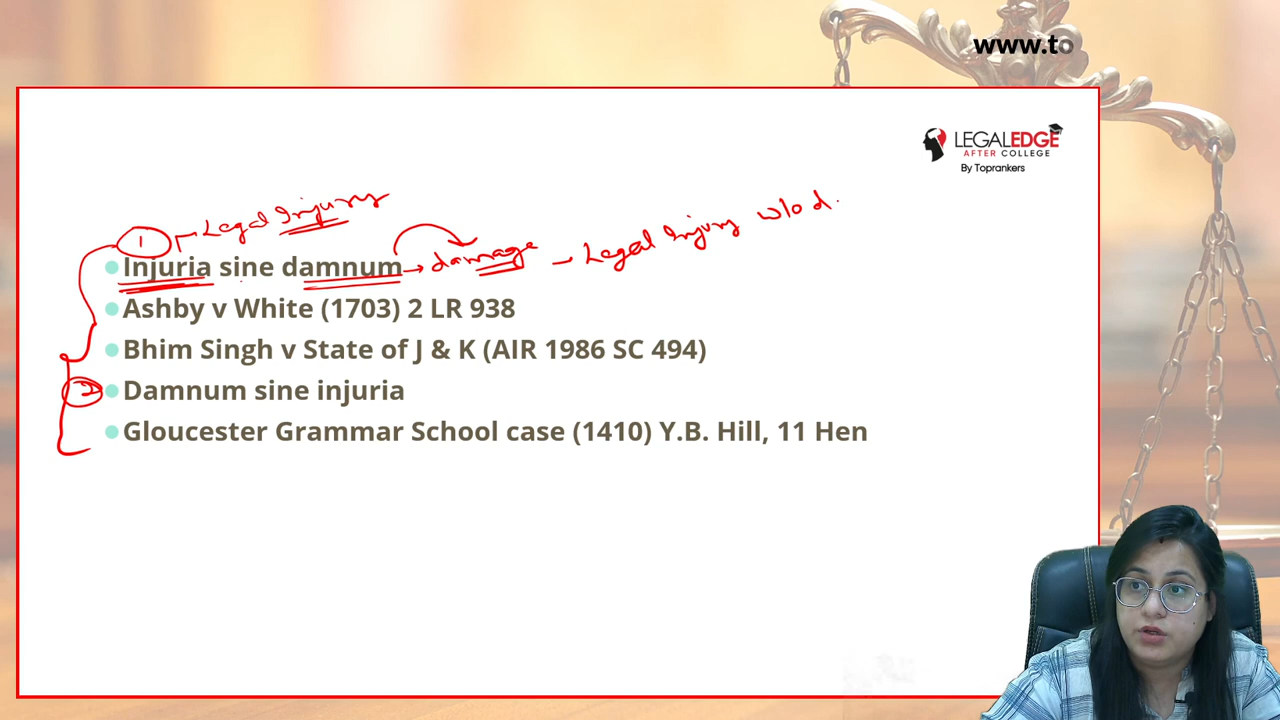 www.to
LEGALEDGE
AFTER COLLEGE
By Toprankers
1 Legal Injury
Injuria sine damnum → damage – Legal Injury w/o d.
Ashby v White (1703) 2 LR 938
Bhim Singh v State of J & K (AIR 1986 SC 494)
2 Damnum sine injuria
Gloucester Grammar School case (1410) Y.B. Hill, 11 Hen